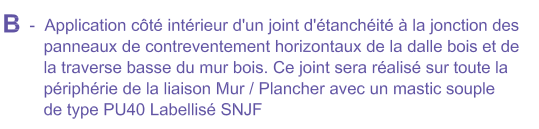 B - Application côté intérieur d'un joint d'étanchéité à la jonction des
panneaux de contreventement horizontaux de la dalle bois et de
la traverse basse du mur bois. Ce joint sera réalisé sur toute la
périphérie de la liaison Mur / Plancher avec un mastic souple
de type PU40 Labellisé SNJF